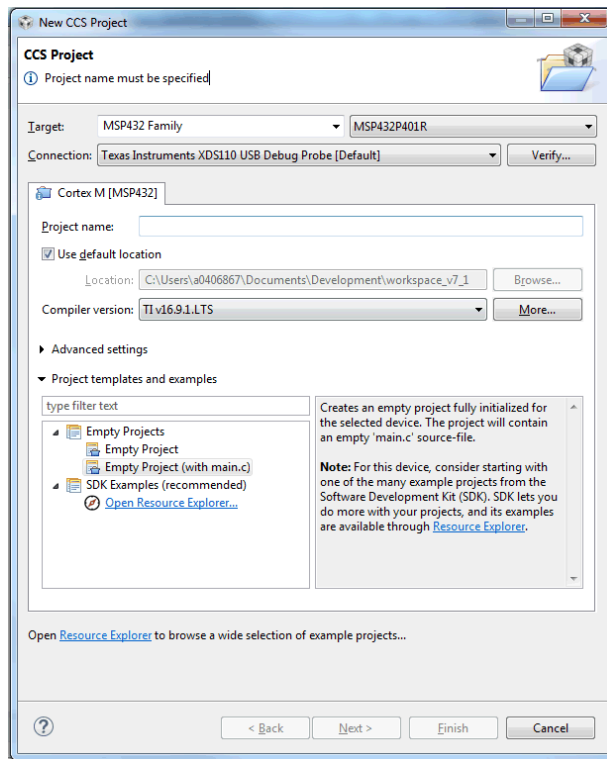 New CCS Project
CCS Project
Project name must be specified
Target: MSP432 Family MSP432P401R
Connection: Texas Instruments XDS110 USB Debug Probe [Default] Verify...
Cortex M [MSP432]
Project name:
Use default location
Location: C:\Users\a0406867\Documents\Development\workspace_v7_1 Browse...
Compiler version: TI v16.9.1.LTS More...
Advanced settings
Project templates and examples
type filter text
Empty Projects
Empty Project
Empty Project (with main.c)
SDK Examples (recommended)
Open Resource Explorer...
Creates an empty project fully initialized for
the selected device. The project will contain
an empty 'main.c' source-file.
Note: For this device, consider starting with
one of the many example projects from the
Software Development Kit (SDK). SDK lets you
do more with your projects, and its examples
are available through Resource Explorer.
Open Resource Explorer to browse a wide selection of example projects...
? < Back Next > Finish Cancel